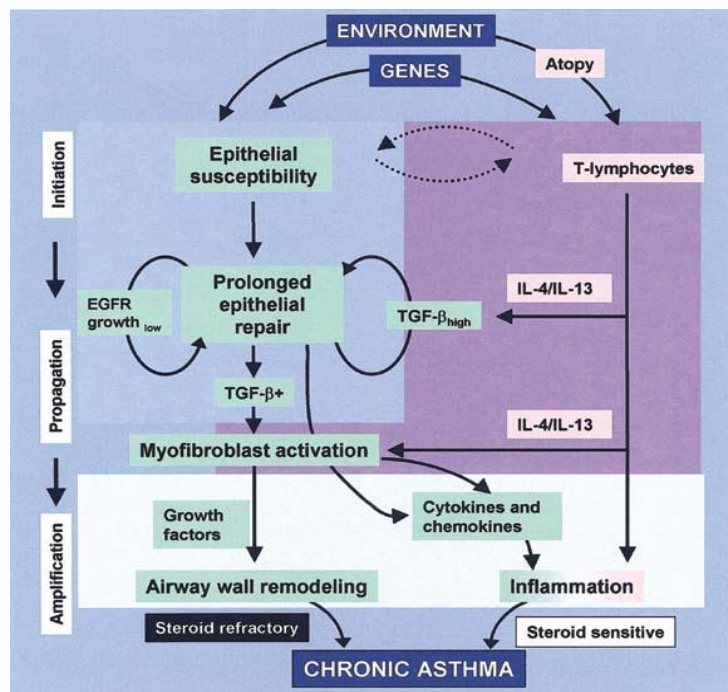 ENVIRONMENT
GENES
Atopy
Initiation
Epithelial
susceptibility
T-lymphocytes
Propagation
EGFR
growth low
Prolonged
epithelial
repair
TGF-βhigh
IL-4/IL-13
TGF-β+
Myofibroblast activation
IL-4/IL-13
Amplification
Growth
factors
Cytokines and
chemokines
Airway wall remodeling
Inflammation
Steroid refractory
Steroid sensitive
CHRONIC ASTHMA